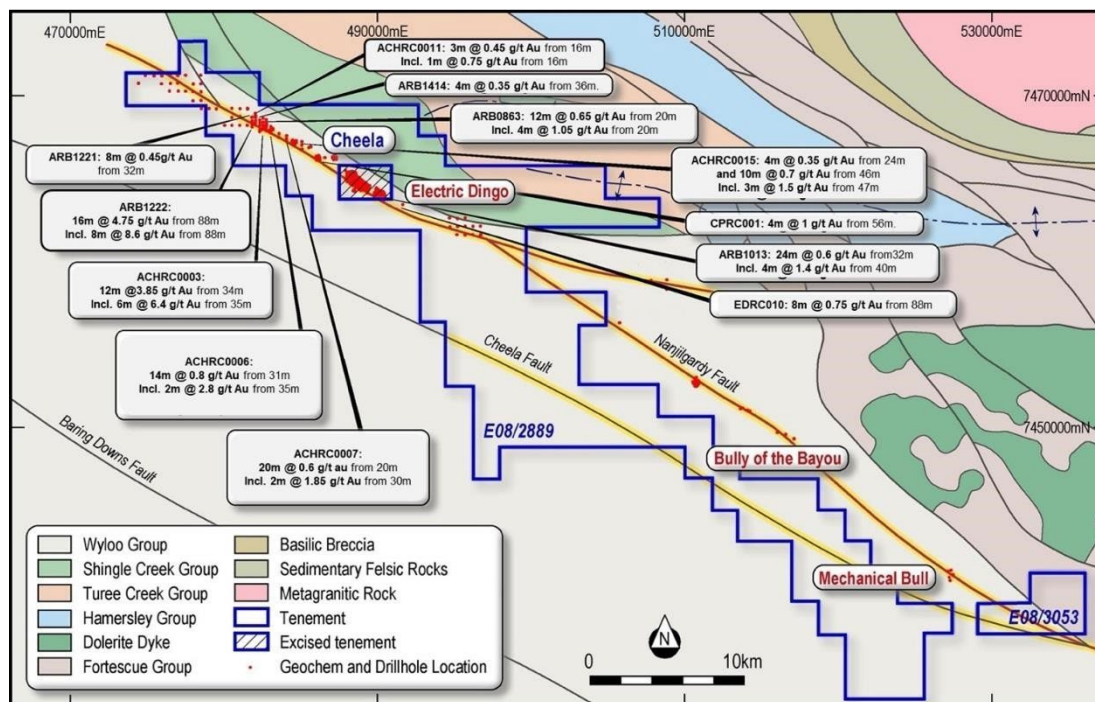 470000mE
490000mE
510000mE
530000mE
ACHRC0011: 3m @ 0.45 g/t Au from 16m
Incl. 1m @ 0.75 g/t Au from 16m
ARB1414: 4m @ 0.35 g/t Au from 36m.
7470000mN
ARB0863: 12m @ 0.65 g/t Au from 20m
Incl. 4m @ 1.05 g/t Au from 20m
Cheela
ARB1221: 8m @ 0.45g/t Au
from 32m
ACHRC0015: 4m @ 0.35 g/t Au from 24m
and 10m @ 0.7 g/t Au from 46m
Incl. 3m @ 1.5 g/t Au from 47m
Electric Dingo
ARB1222:
16m @ 4.75 g/t Au from 88m
Incl. 8m @ 8.6 g/t Au from 88m
CPRC001: 4m @ 1 g/t Au from 56m.
ARB1013: 24m @ 0.6 g/t Au from32m
Incl. 4m @ 1.4 g/t Au from 40m
ACHRC0003:
12m @3.85 g/t Au from 34m
Incl. 6m @ 6.4 g/t Au from 35m
EDRC010: 8m @ 0.75 g/t Au from 88m
ACHRC0006:
14m @ 0.8 g/t Au from 31m
Incl. 2m @ 2.8 g/t Au from 35m
Cheela Fault
Nanjilgardy Fault
Baring Downs Fault
7450000mN
E08/2889
ACHRC0007:
20m @ 0.6 g/t au from 20m
Incl. 2m @ 1.85 g/t Au from 30m
Bully of the Bayou
Mechanical Bull
E08/3053
Wyloo Group
Shingle Creek Group
Turee Creek Group
Hamersley Group
Dolerite Dyke
Fortescue Group
Basilic Breccia
Sedimentary Felsic Rocks
Metagranitic Rock
Tenement
Excised tenement
Geochem and Drillhole Location
N
0
10km